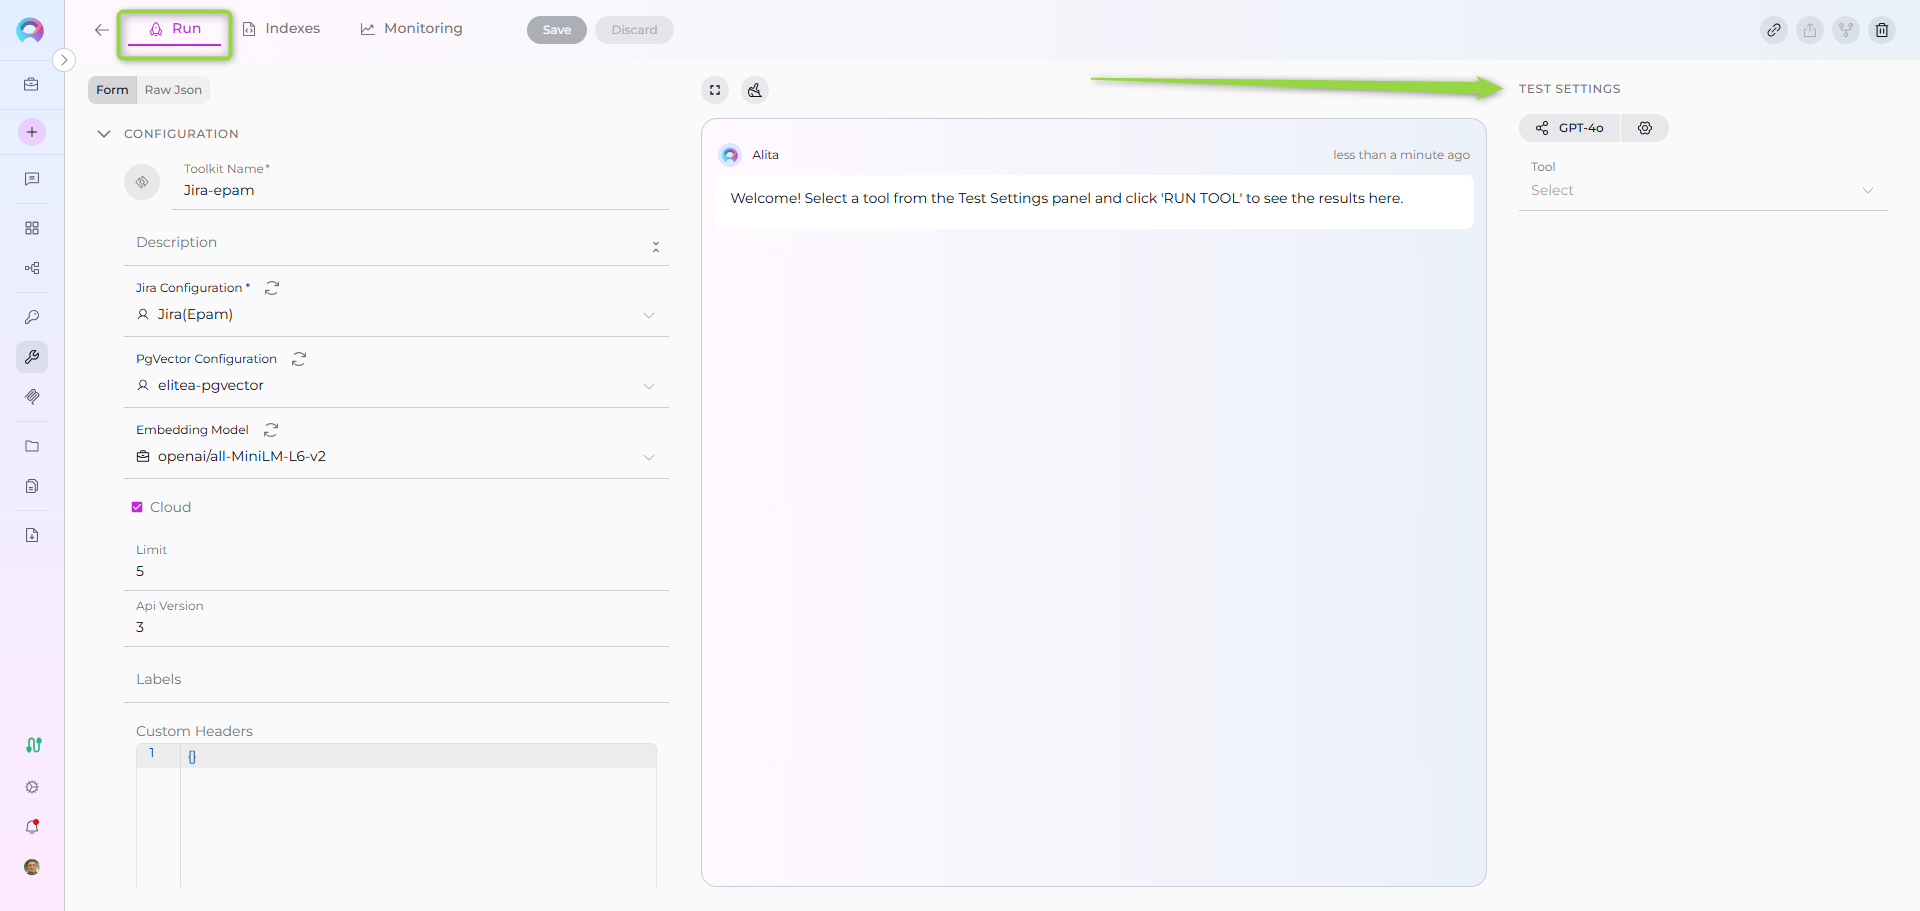 Run
Indexes
Monitoring
Save
Discard
Form
Raw Json
CONFIGURATION
Toolkit Name*
Jira-epam
Description
Jira Configuration *
Jira(Epam)
PgVector Configuration
elitea-pgvector
Embedding Model
openai/all-MiniLM-L6-v2
Cloud
Limit
5
Api Version
3
Labels
Custom Headers
1
{}
Alita
less than a minute ago
Welcome! Select a tool from the Test Settings panel and click 'RUN TOOL' to see the results here.
TEST SETTINGS
GPT-4o
Tool
Select